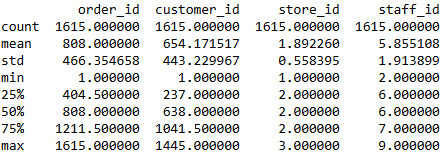 order_id customer_id store_id staff_id
count 1615.000000 1615.000000 1615.000000 1615.000000
mean 808.000000 654.171517 1.892260 5.855108
std 466.354658 443.229967 0.558395 1.913899
min 1.000000 1.000000 1.000000 2.000000
25% 404.500000 237.000000 2.000000 6.000000
50% 808.000000 638.000000 2.000000 6.000000
75% 1211.500000 1041.500000 2.000000 7.000000
max 1615.000000 1445.000000 3.000000 9.000000